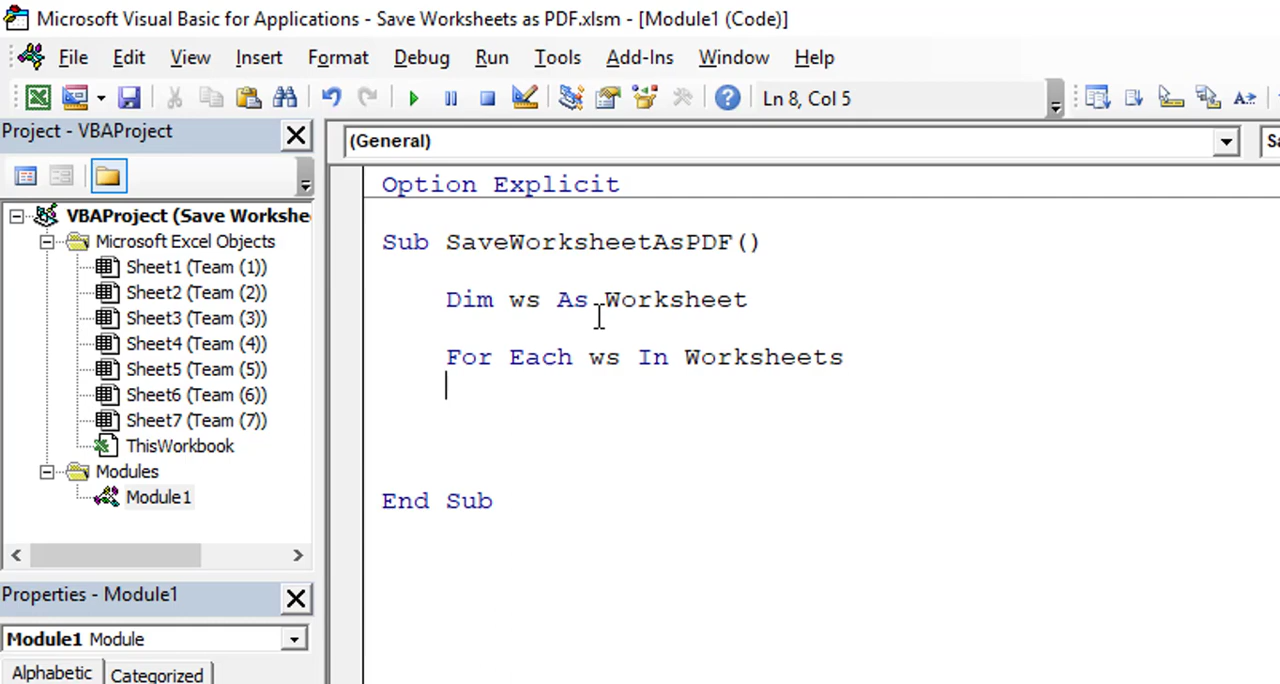 Microsoft Visual Basic for Applications - Save Worksheets as PDF.xlsm - [Module1 (Code)]
File Edit View Insert Format Debug Run Tools Add-Ins Window Help
Ln 8, Col 5
Project - VBAProject
(General)
VBAProject (Save Workshe
Microsoft Excel Objects
Sheet1 (Team (1))
Sheet2 (Team (2))
Sheet3 (Team (3))
Sheet4 (Team (4))
Sheet5 (Team (5))
Sheet6 (Team (6))
Sheet7 (Team (7))
ThisWorkbook
Modules
Module1
Properties - Module1
Module1 Module
Alphabetic Categorized
Option Explicit
Sub SaveWorksheetAsPDF()
Dim ws As Worksheet
For Each ws In Worksheets
End Sub